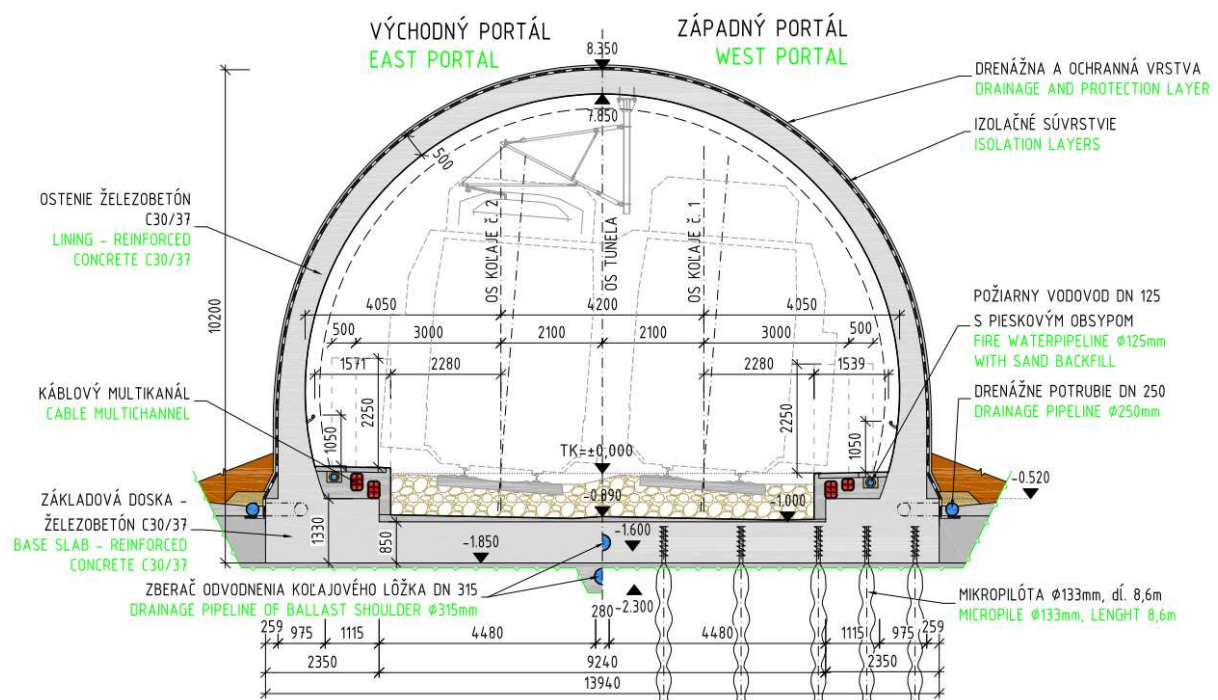 VÝCHODNÝ PORTÁL
EAST PORTAL
ZÁPADNÝ PORTÁL
WEST PORTAL
8.350
7.850
DRENÁŽNA A OCHRANNÁ VRSTVA
DRAINAGE AND PROTECTION LAYER
IZOLAČNÉ SÚVRSTVIE
ISOLATION LAYERS
500
OSTENIE ŽELEZOBETÓN
C30/37
LINING - REINFORCED
CONCRETE C30/37
10200
OS KOĽAJE č. 2
OS TUNELA
OS KOĽAJE č. 1
4050
4200
4050
500
3000
2100
2100
3000
500
1571
2280
2280
1539
POŽIARNY VODOVOD DN 125
S PIESKOVÝM OBSYPOM
FIRE WATERPIPELINE Φ125mm
WITH SAND BACKFILL
KÁBLOVÝ MULTIKANÁL
CABLE MULTICHANNEL
DRENÁŽNE POTRUBIE DN 250
DRAINAGE PIPELINE Φ250mm
1050
2250
2250
1050
TK=±0,000
-0.520
-0.890
-1.000
ZÁKLADOVÁ DOSKA -
ŽELEZOBETÓN C30/37
BASE SLAB - REINFORCED
CONCRETE C30/37
1330
850
-1.850
-1.600
ZBERAČ ODVODNENIA KOĽAJOVÉHO LÔŽKA DN 315
DRAINAGE PIPELINE OF BALLAST SHOULDER Φ315mm
-2.300
MIKROPILÓTA Φ133mm, dĺ. 8,6m
MICROPILE Φ133mm, LENGHT 8,6m
259
975
1115
4480
280
4480
1115
975
259
2350
9240
2350
13940